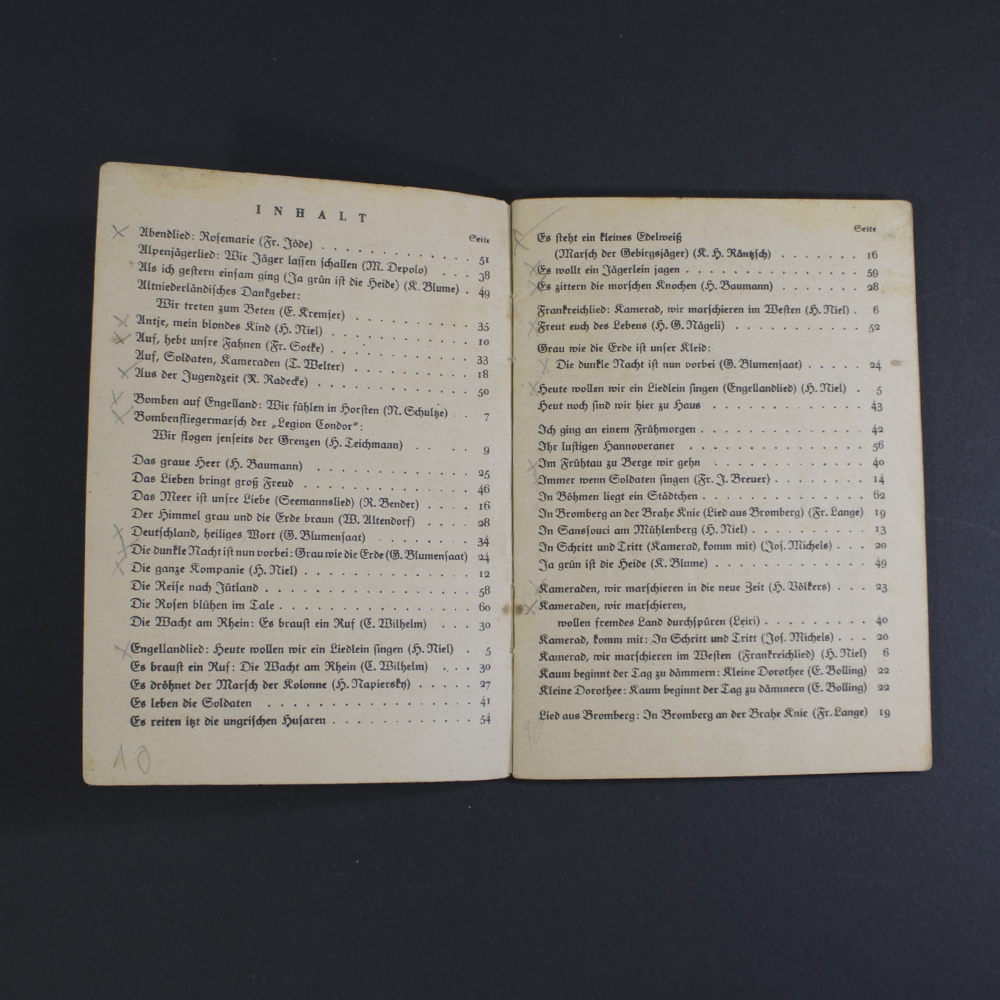 INHALT
Seite
Abendlied: Rosemarie (Fr. Jöde) . . . . . . . . . . 51
Alpenjägerlied: Wir Jäger lassen schallen (M. Depolo) . . 38
Als ich gestern einsam ging (Ja grün ist die Heide) (K. Blume) . 49
Altniederländisches Dankgebet:
Wir treten zum Beten (E. Kremser) . . . . . . . . 35
Antje, mein blondes Kind (H. Niel) . . . . . . . . . 10
Auf, hebt unsre Fahnen (Fr. Sotke) . . . . . . . . . 33
Auf, Soldaten, Kameraden (T. Welter) . . . . . . . . 18
Aus der Jugendzeit (R. Radecke) . . . . . . . . . . 50
Bomben auf Engelland: Wir fühlen in Horsten (N. Schultze) . 7
Bombenfliegermarsch der „Legion Condor“:
Wir flogen jenseits der Grenzen (H. Teichmann) . . . . 9
Das graue Heer (H. Baumann) . . . . . . . . . . 25
Das Lieben bringt groß Freud . . . . . . . . . . 46
Das Meer ist unsre Liebe (Seemannslied) (R. Bender) . . . 16
Der Himmel grau und die Erde braun (W. Altendorf) . . . 28
Deutschland, heiliges Wort (G. Blumensaat) . . . . . . 34
Die dunkle Nacht ist nun vorbei: Grau wie die Erde (G. Blumensaat) 24
Die ganze Kompanie (H. Niel) . . . . . . . . . . 12
Die Reise nach Jütland . . . . . . . . . . . . 58
Die Rosen blühen im Tale . . . . . . . . . . . . 60
Die Wacht am Rhein: Es braust ein Ruf (C. Wilhelm) . . . 30
Engellandlied: Heute wollen wir ein Liedlein singen (H. Niel) . 5
Es braust ein Ruf: Die Wacht am Rhein (C. Wilhelm) . . . 30
Es dröhnet der Marsch der Kolonne (H. Napiersky) . . . . 27
Es leben die Soldaten . . . . . . . . . . . . . 41
Es reiten itzt die ungrischen Husaren . . . . . . . . 54
10
Seite
Es steht ein kleines Edelweiß
(Marsch der Gebirgsjäger) (K. H. Räntzsch) . . . . . . 16
Es wollt ein Jägerlein jagen . . . . . . . . . . . 59
Es zittern die morschen Knochen (H. Baumann) . . . . . 28
Frankreichlied: Kamerad, wir marschieren im Westen (H. Niel) . 6
Freut euch des Lebens (H. G. Nägeli) . . . . . . . . 52
Grau wie die Erde ist unser Kleid:
Die dunkle Nacht ist nun vorbei (G. Blumensaat) . . . . 24
Heute wollen wir ein Liedlein singen (Engellandlied) (H. Niel) . 5
Heut noch sind wir hier zu Haus . . . . . . . . . . 43
Ich ging an einem Frühmorgen . . . . . . . . . . 42
Ihr lustigen Hannoveraner . . . . . . . . . . . 56
Im Frühtau zu Berge wir gehn . . . . . . . . . . 40
Immer wenn Soldaten singen (Fr. J. Breuer) . . . . . . 14
In Böhmen liegt ein Städtchen . . . . . . . . . . 62
In Bromberg an der Brahe Knie (Lied aus Bromberg) (Fr. Lange) 19
In Sanssouci am Mühlenberg (H. Niel) . . . . . . . . 13
In Schritt und Tritt (Kamerad, komm mit) (Jos. Michels) . . . 20
Ja grün ist die Heide (K. Blume) . . . . . . . . . . 49
Kameraden, wir marschieren in die neue Zeit (H. Völkers) . . . 23
Kameraden, wir marschieren,
wollen fremdes Land durchspüren (Leiri) . . . . . . . 40
Kamerad, komm mit: In Schritt und Tritt (Jos. Michels) . . . 20
Kamerad, wir marschieren im Westen (Frankreichlied) (H. Niel) 6
Kaum beginnt der Tag zu dämmern: Kleine Dorothee (E. Bolling) 22
Kleine Dorothee: Kaum beginnt der Tag zu dämmern (E. Bolling) 22
Lied aus Bromberg: In Bromberg an der Brahe Knie (Fr. Lange) 19